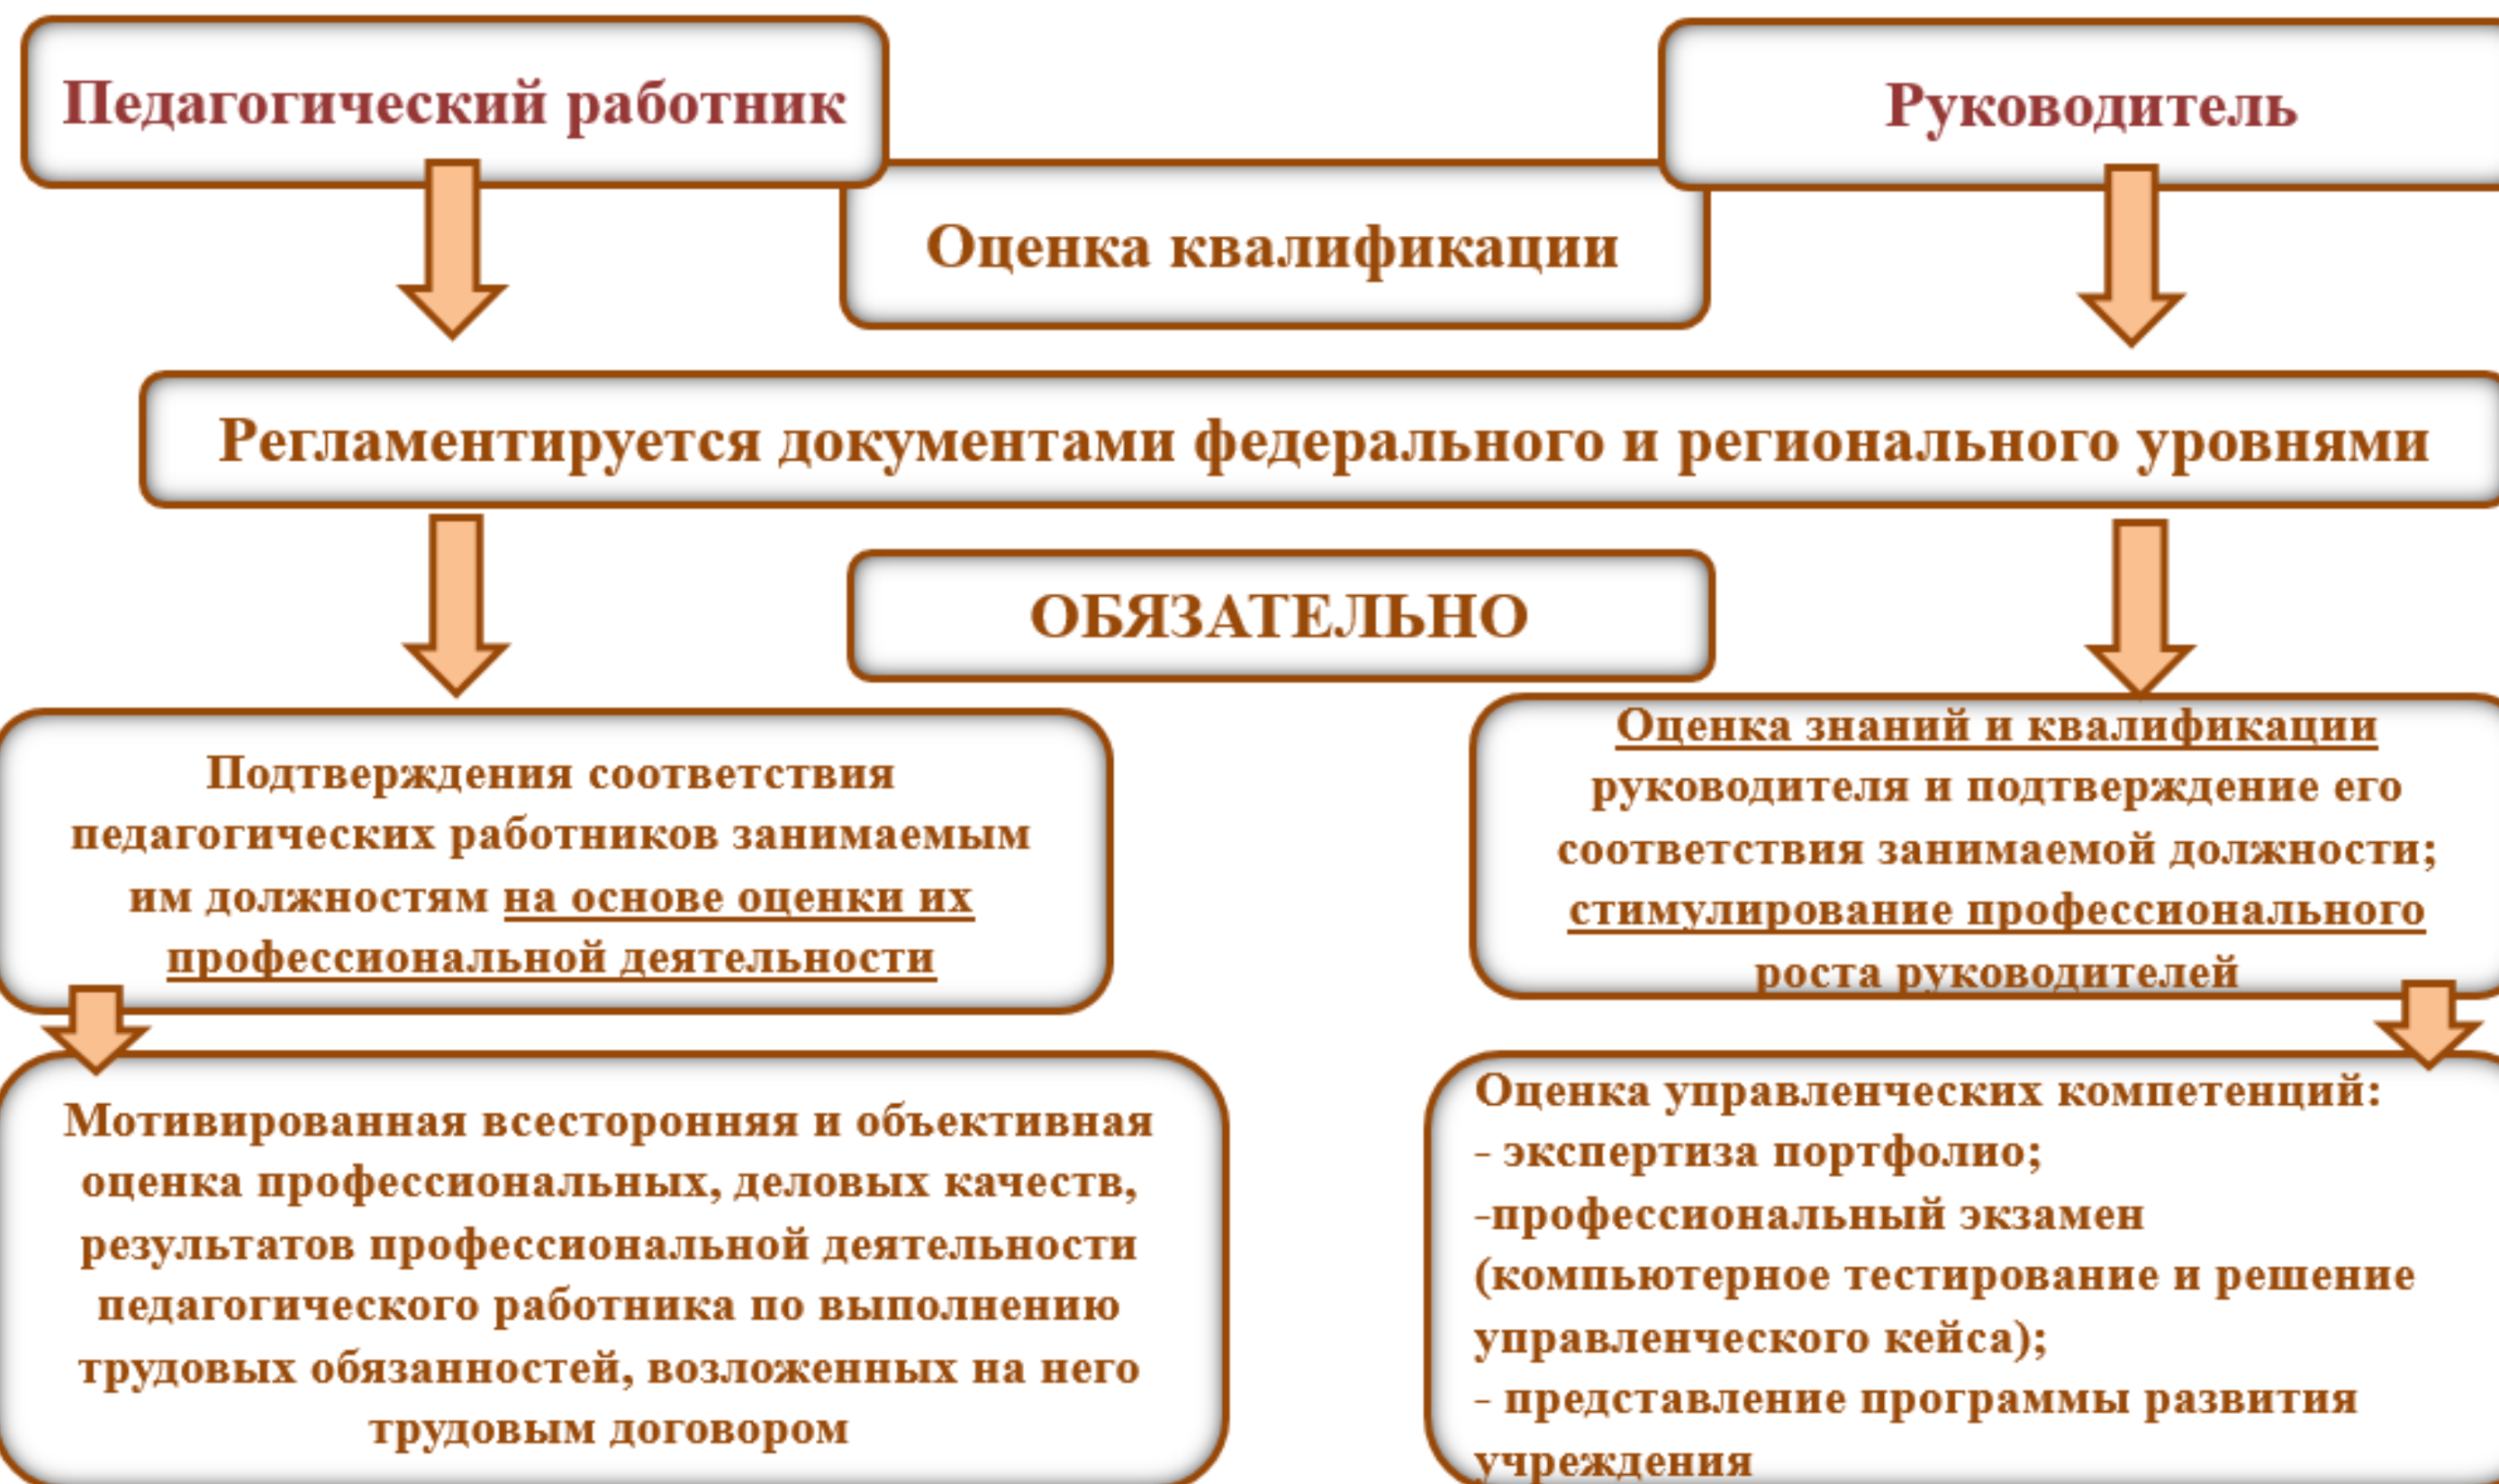 Педагогический работник
Руководитель
Оценка квалификации
Регламентируется документами федерального и регионального уровнями
ОБЯЗАТЕЛЬНО
Подтверждения соответствия
педагогических работников занимаемым
им должностям на основе оценки их
профессиональной деятельности
Оценка знаний и квалификации
руководителя и подтверждение его
соответствия занимаемой должности;
стимулирование профессионального
роста руководителей
Мотивированная всесторонняя и объективная
оценка профессиональных, деловых качеств,
результатов профессиональной деятельности
педагогического работника по выполнению
трудовых обязанностей, возложенных на него
трудовым договором
Оценка управленческих компетенций:
- экспертиза портфолио;
-профессиональный экзамен
(компьютерное тестирование и решение
управленческого кейса);
- представление программы развития
учреждения